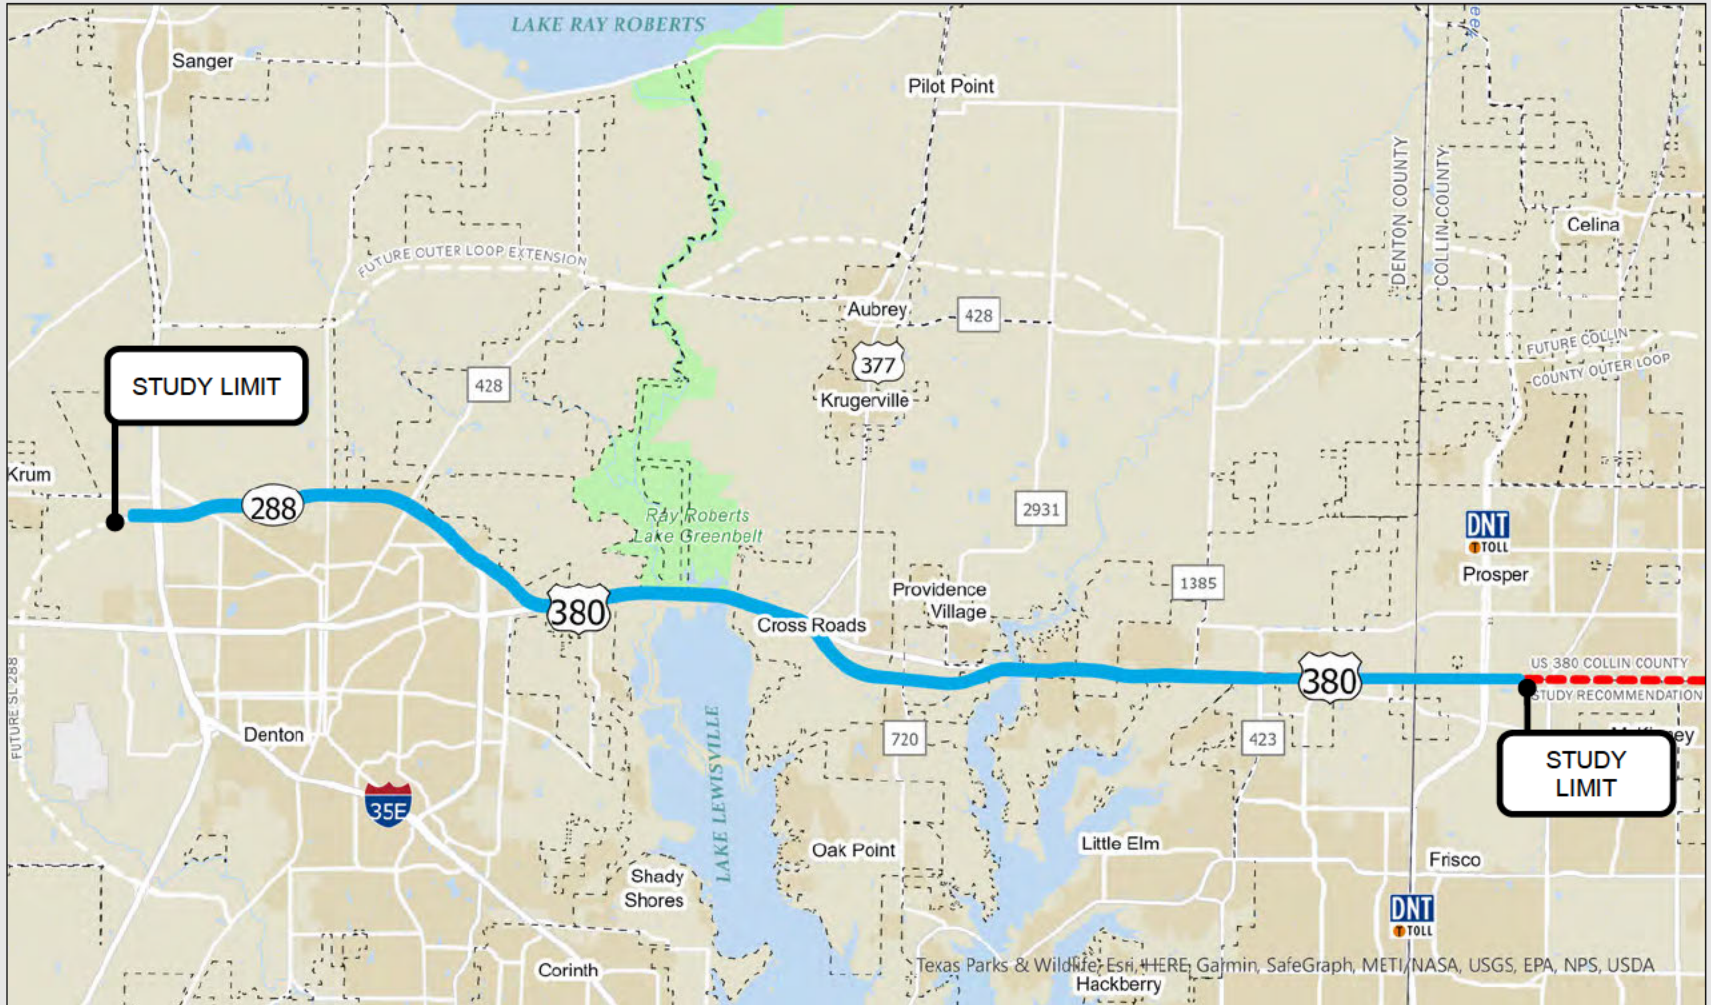 LAKE RAY ROBERTS
Sanger
Pilot Point
DENTON COUNTY
COLLIN COUNTY
Celina
FUTURE OUTER LOOP EXTENSION
Aubrey
428
FUTURE COLLIN
COUNTY OUTER LOOP
377
STUDY LIMIT
428
Krugerville
Krum
288
Ray Roberts
Lake Greenbelt
2931
DNT
TOLL
Prosper
1385
Providence
Village
380
Cross Roads
US 380 COLLIN COUNTY
STUDY RECOMMENDATION
380
FUTURE SL 288
Denton
LAKE LEWISVILLE
720
423
STUDY
LIMIT
35E
Oak Point
Little Elm
Frisco
Shady
Shores
DNT
TOLL
Corinth
Texas Parks & Wildlife, Esri, HERE, Garmin, SafeGraph, METI/NASA, USGS, EPA, NPS, USDA
Hackberry